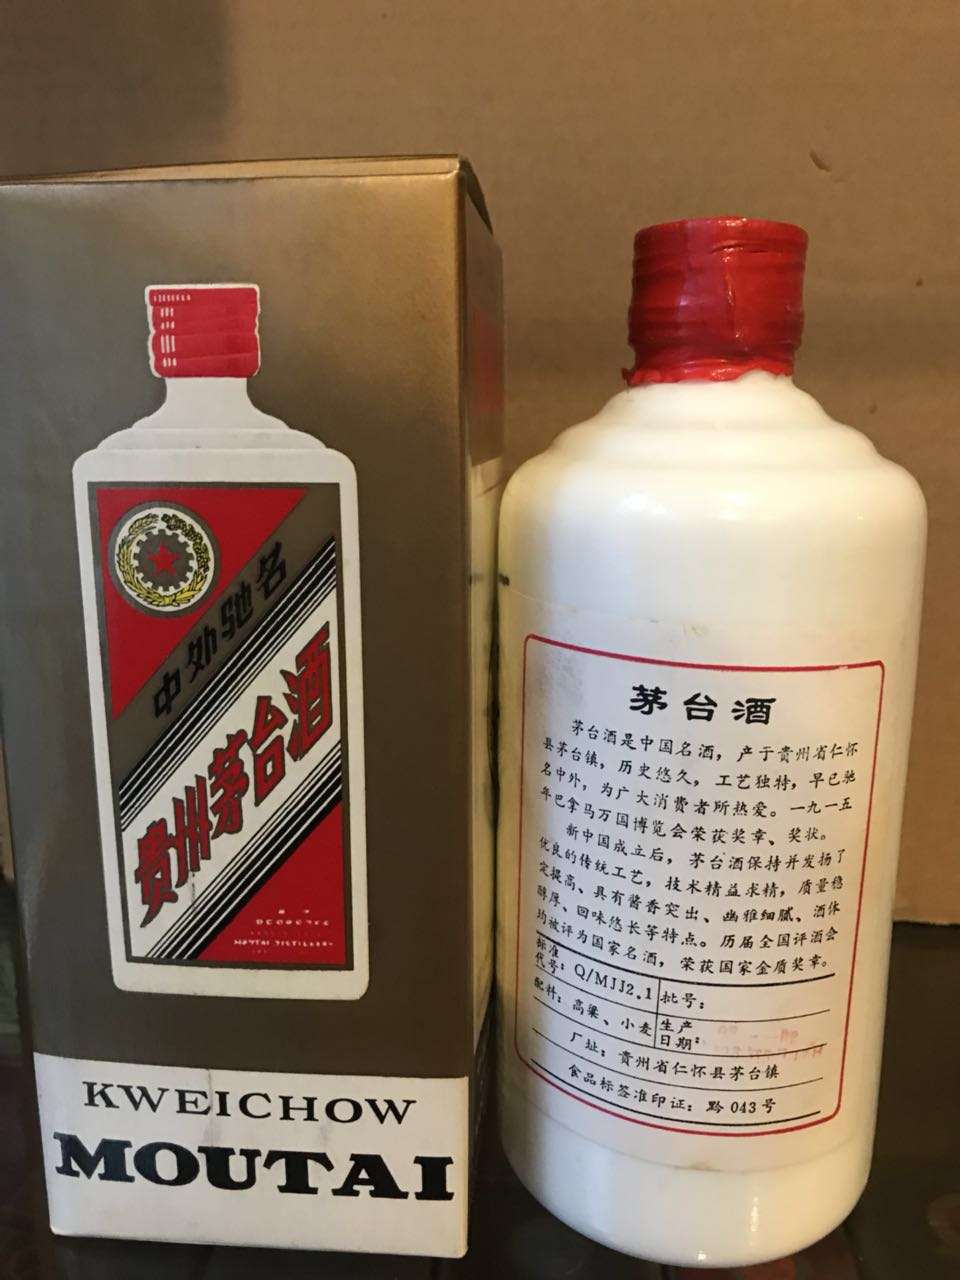 中外驰名
贵州茅台酒
MOUTAI DISTILLERY
KWEICHOW
MOUTAI
茅台酒
茅台酒是中国名酒，产于贵州省仁怀
县茅台镇，历史悠久，工艺独特，早已驰
名中外，为广大消费者所热爱。一九一五
年巴拿马万国博览会荣获奖章、奖状。
新中国成立后，茅台酒保持并发扬了
优良的传统工艺，技术精益求精，质量稳
定提高、具有酱香突出、幽雅细腻、酒体
醇厚、回味悠长等特点。历届全国评酒会
均被评为国家名酒，荣获国家金质奖章。
标准代号：Q/MJJ2.1 批号：
配料：高粱、小麦 生产日期：
厂址：贵州省仁怀县茅台镇
食品标签准印证：黔 043 号